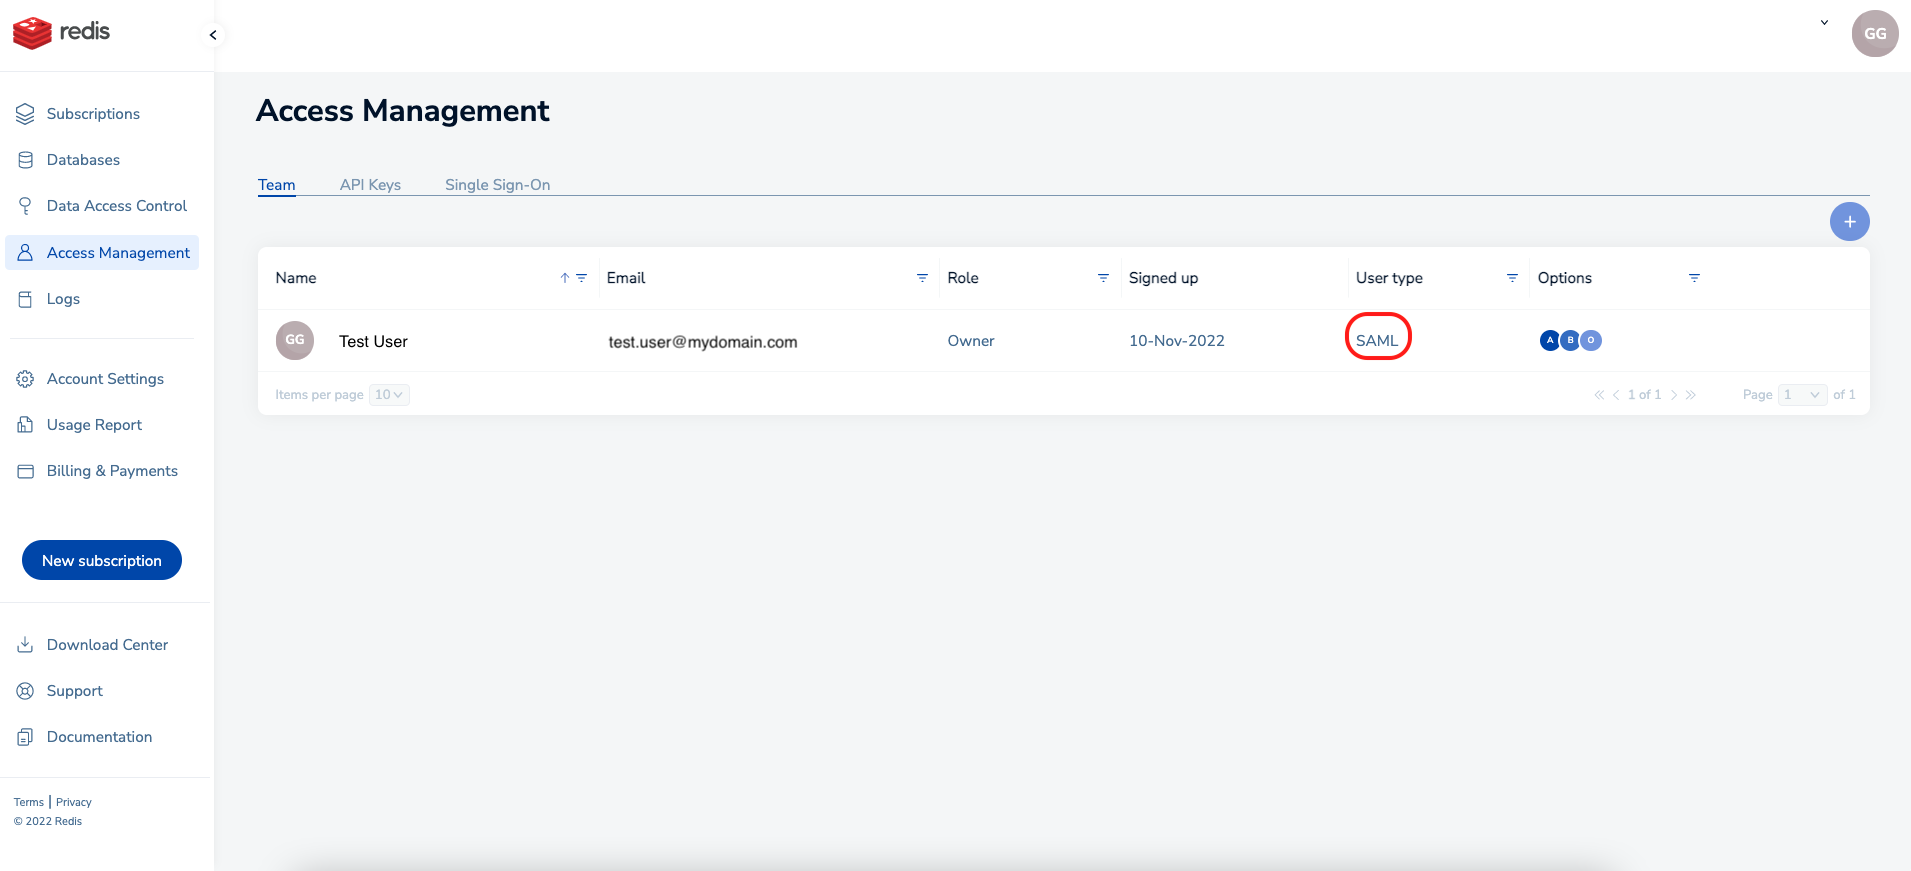 redis
GG
Subscriptions
Databases
Data Access Control
Access Management
Logs
Account Settings
Usage Report
Billing & Payments
New subscription
Download Center
Support
Documentation
Terms | Privacy
© 2022 Redis
Access Management
Team API Keys Single Sign-On
+
Name Email Role Signed up User type Options
GG Test User test.user@mydomain.com Owner 10-Nov-2022 SAML A B O
Items per page 10 1 of 1 Page 1 of 1